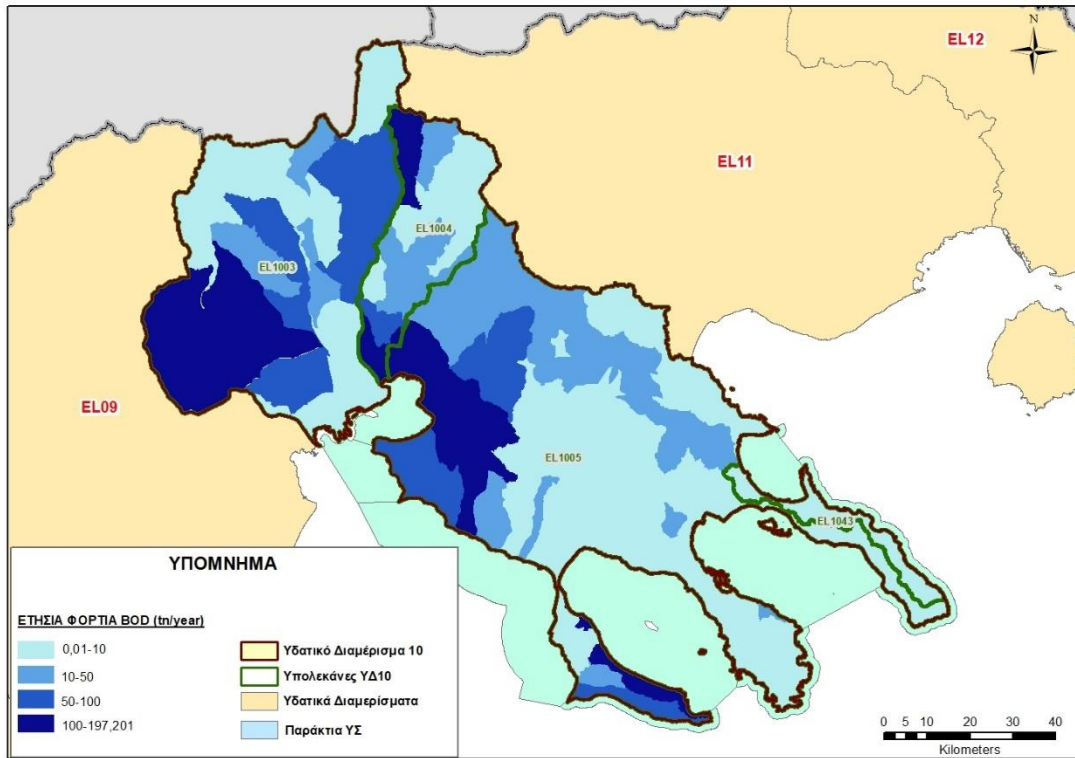 EL12
N
EL11
EL1004
EL1003
EL09
EL1005
EL1043
ΥΠΟΜΝΗΜΑ
ΕΤΗΣΙΑ ΦΟΡΤΙΑ BOD (tn/year)
0,01-10
10-50
50-100
100-197,201
Υδατικό Διαμέρισμα 10
Υπολεκάνες ΥΔ10
Υδατικά Διαμερίσματα
Παράκτια ΥΣ
0 5 10 20 30 40
Kilometers